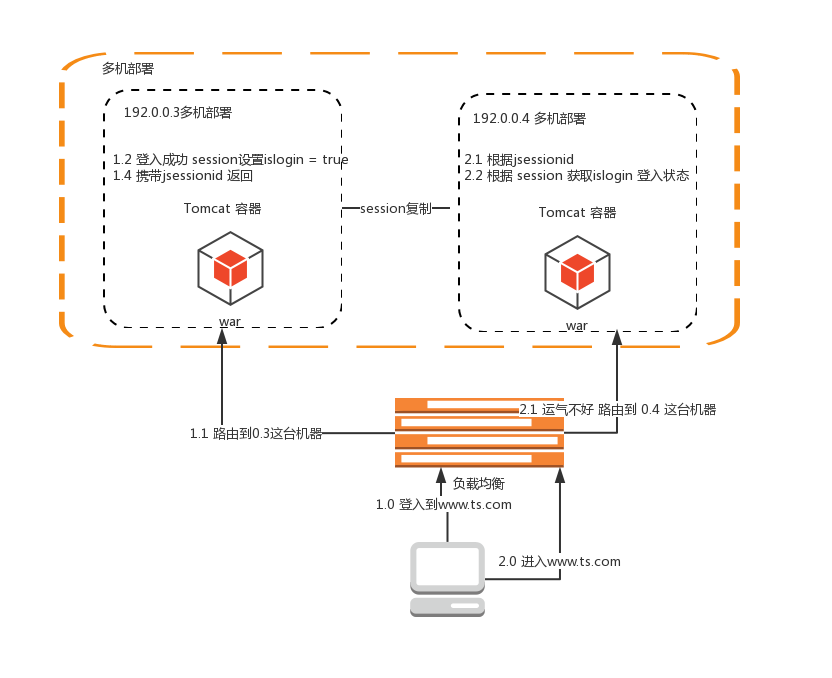 多机部署
192.0.0.3多机部署
1.2 登入成功 session设置islogin = true
1.4 携带jsessionid 返回
Tomcat 容器
war
session复制
192.0.0.4 多机部署
2.1 根据jsessionid
2.2 根据 session 获取islogin 登入状态
Tomcat 容器
war
2.1 运气不好 路由到 0.4 这台机器
1.1 路由到0.3这台机器
负载均衡
1.0 登入到www.ts.com
2.0 进入www.ts.com